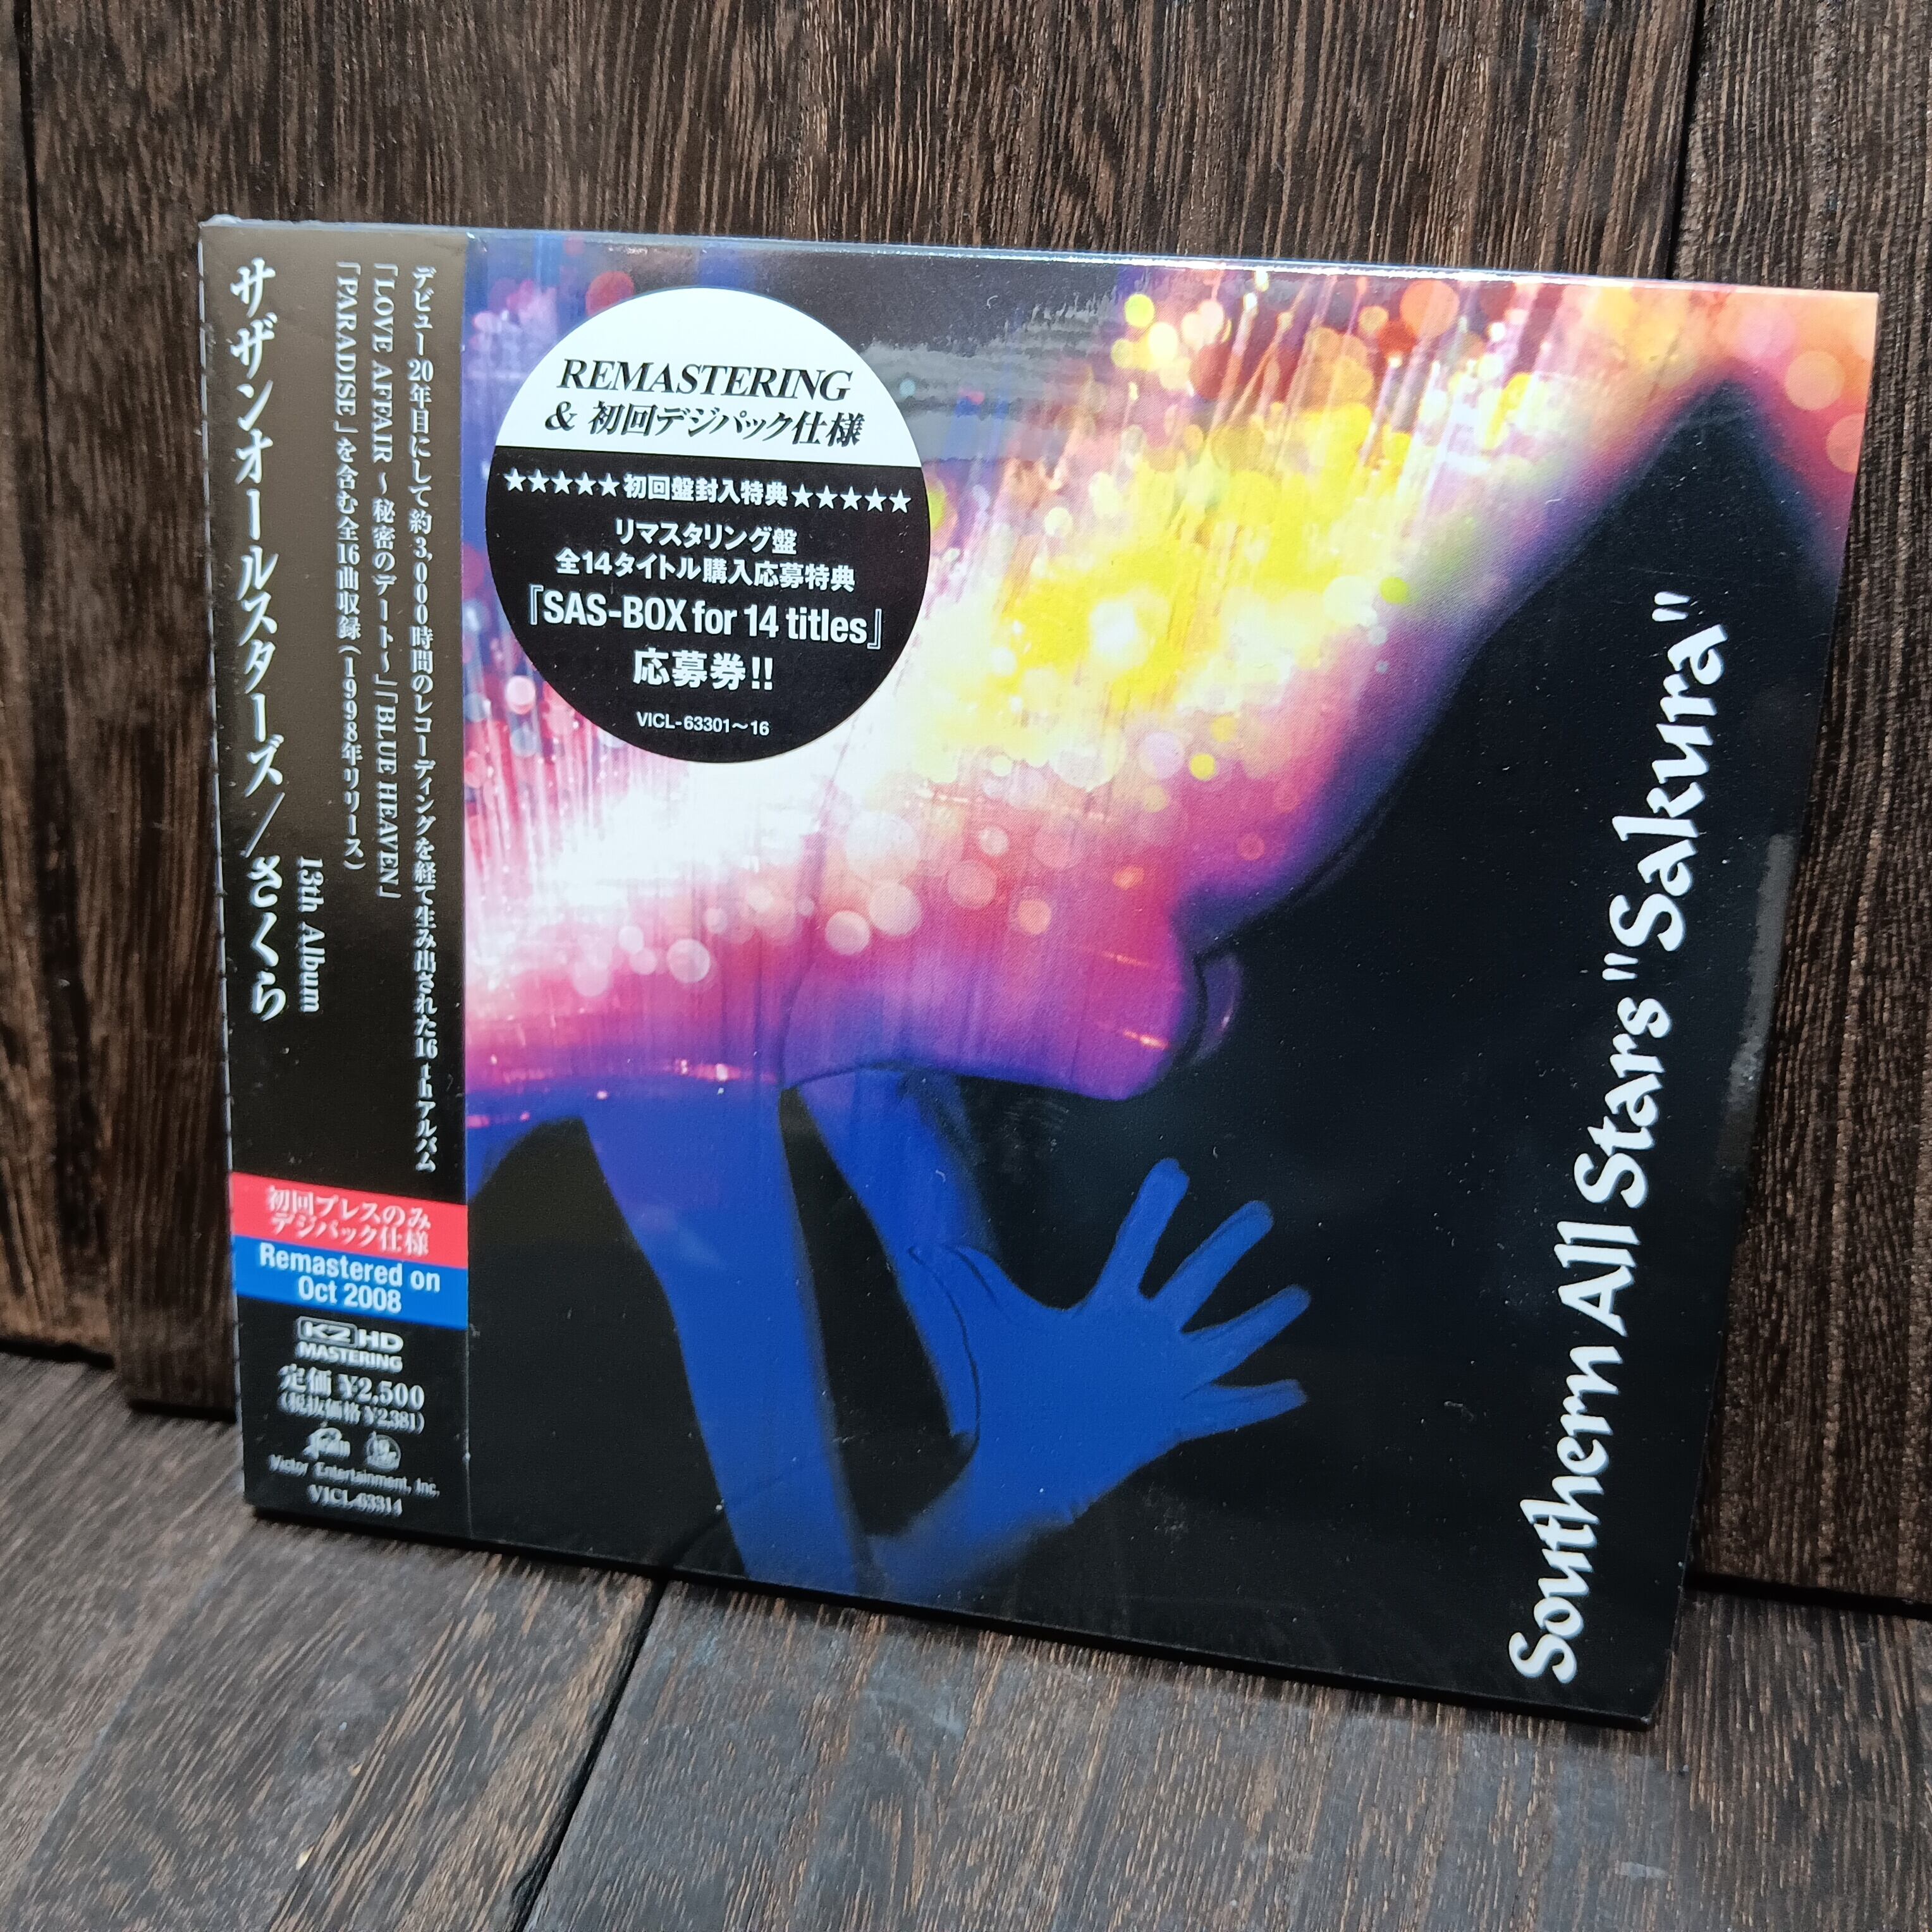 サザンオールスターズ/さくら
13th Album
デビュー20年目にして約3,000時間のレコーディングを経て生み出された16thアルバム
「LOVE AFFAIR～秘密のデート～」「BLUE HEAVEN」
「PARADISE」を含む全16曲収録(1998年リリース)
初回プレスのみ
デジパック仕様
Remastered on
Oct 2008
K2HD
MASTERING
定価 ¥2,500
(税抜価格 ¥2,381)
Victor Entertainment, Inc.
VICL-63314
REMASTERING
& 初回デジパック仕様
★★★★★初回盤封入特典★★★★★
リマスタリング盤
全14タイトル購入応募特典
『SAS-BOX for 14 titles』
応募券!!
VICL-63301〜16
Southern All Stars "Sakura"